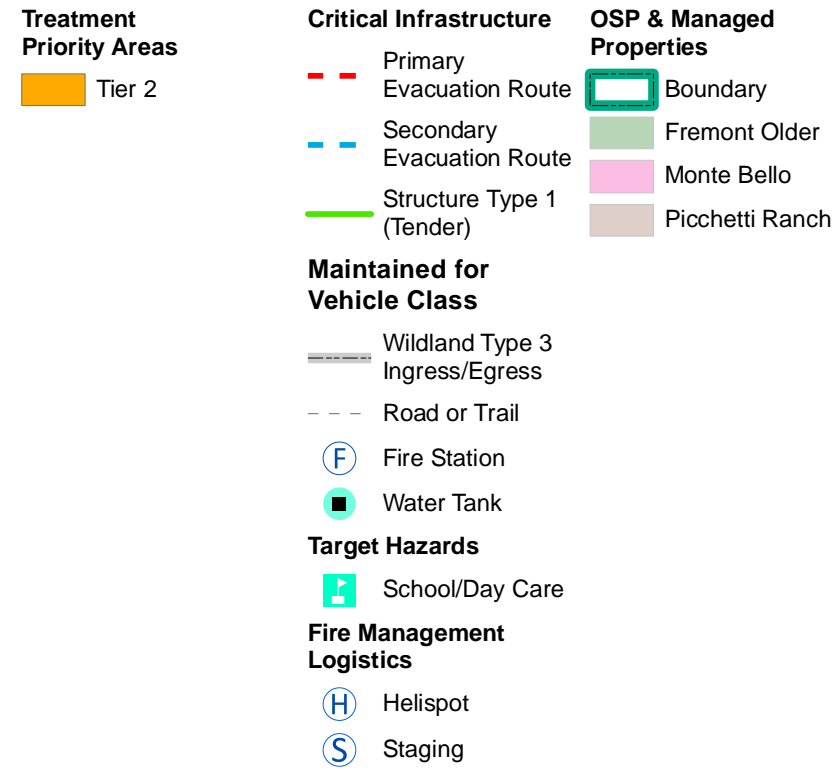 Treatment
Priority Areas
Tier 2
Critical Infrastructure
Primary
Evacuation Route
Secondary
Evacuation Route
Structure Type 1
(Tender)
Maintained for
Vehicle Class
Wildland Type 3
Ingress/Egress
Road or Trail
F Fire Station
Water Tank
Target Hazards
School/Day Care
Fire Management
Logistics
H Helispot
S Staging
OSP & Managed
Properties
Boundary
Fremont Older
Monte Bello
Picchetti Ranch